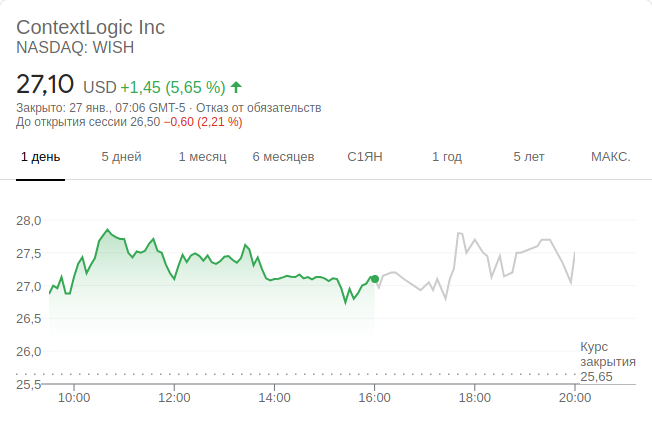 ContextLogic Inc
NASDAQ: WISH
27,10 USD +1,45 (5,65 %)
Закрыто: 27 янв., 07:06 GMT-5 · Отказ от обязательств
До открытия сессии 26,50 −0,60 (2,21 %)
1 день 5 дней 1 месяц 6 месяцев С1ЯН 1 год 5 лет МАКС.
28,0
27,5
27,0
26,5
26,0
Курс
закрытия
25,65
25,5
10:00 12:00 14:00 16:00 18:00 20:00